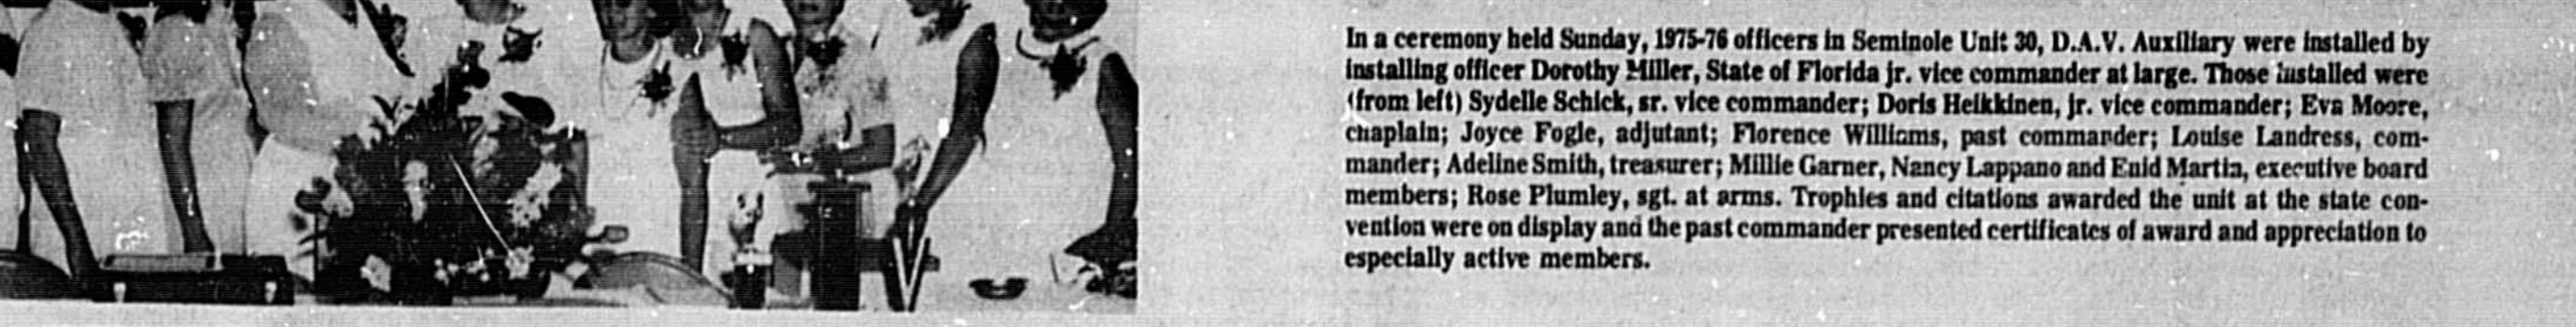 In a ceremony held Sunday, 1975-76 officers in Seminole Unit 30, D.A.V. Auxiliary were installed by
installing officer Dorothy Miller, State of Florida jr. vice commander at large. Those installed were
(from left) Sydelle Schick, sr. vice commander; Doris Heikkinen, jr. vice commander; Eva Moore,
chaplain; Joyce Fogle, adjutant; Florence Williams, past commander; Louise Landress, com-
mander; Adeline Smith, treasurer; Millie Garner, Nancy Lappano and Enid Martin, executive board
members; Rose Plumley, sgt. at arms. Trophies and citations awarded the unit at the state con-
vention were on display and the past commander presented certificates of award and appreciation to
especially active members.